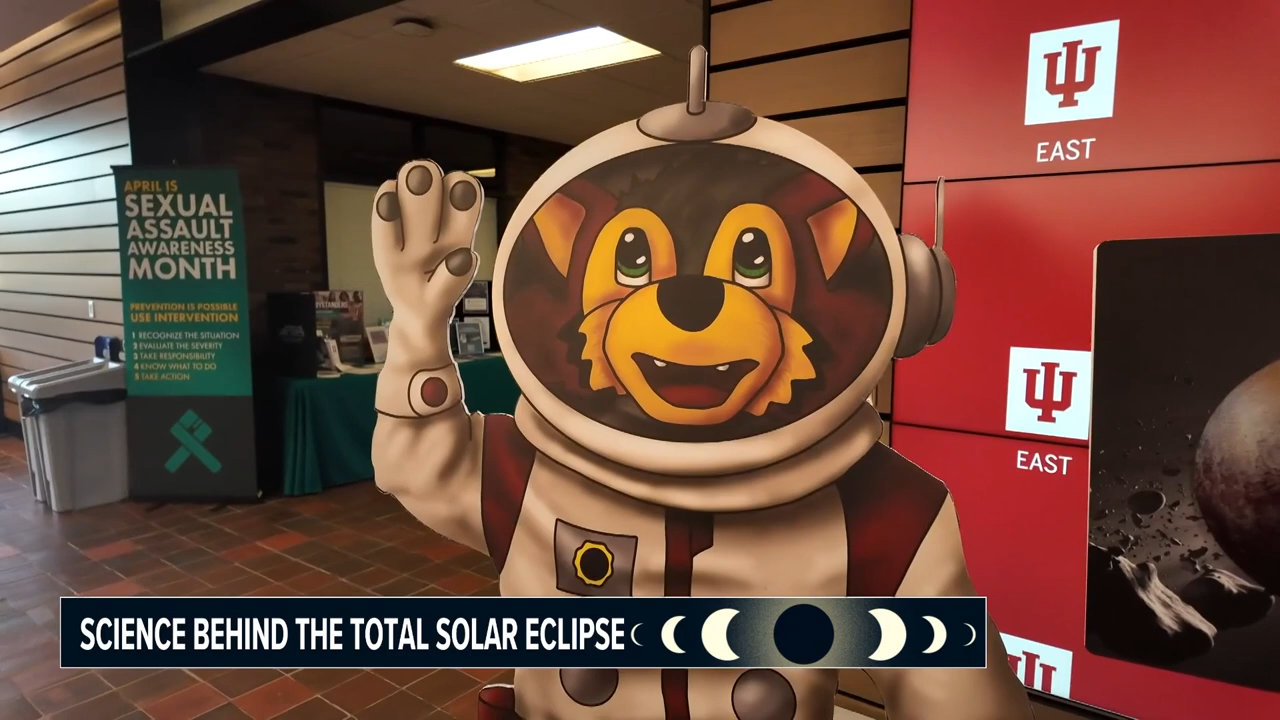 APRIL IS
SEXUAL
ASSAULT
AWARENESS
MONTH
PREVENTION IS POSSIBLE
USE INTERVENTION
1 RECOGNIZE THE SITUATION
2 EVALUATE THE SEVERITY
3 TAKE RESPONSIBILITY
4 KNOW WHAT TO DO
5 TAKE ACTION
EAST
EAST
SCIENCE BEHIND THE TOTAL SOLAR ECLIPSE